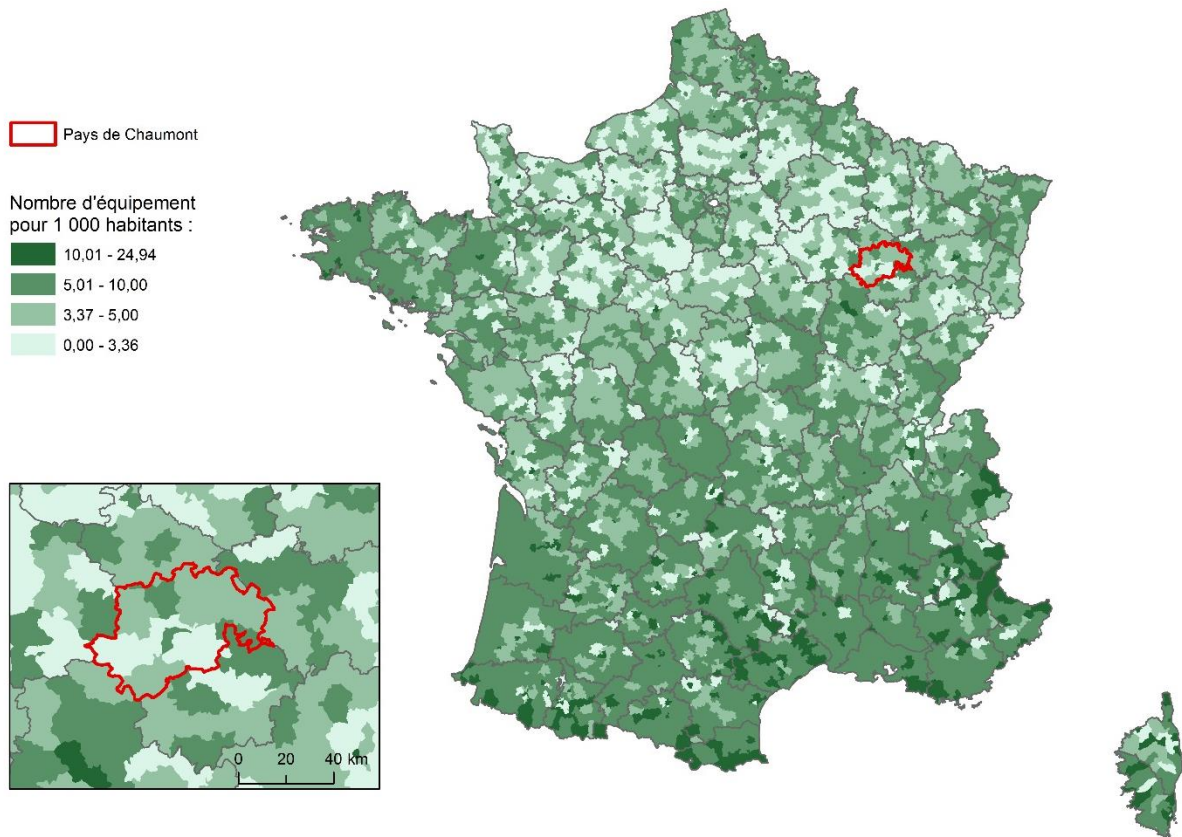 Pays de Chaumont
Nombre d'équipement
pour 1 000 habitants :
10,01 - 24,94
5,01 - 10,00
3,37 - 5,00
0,00 - 3,36
0 20 40 km